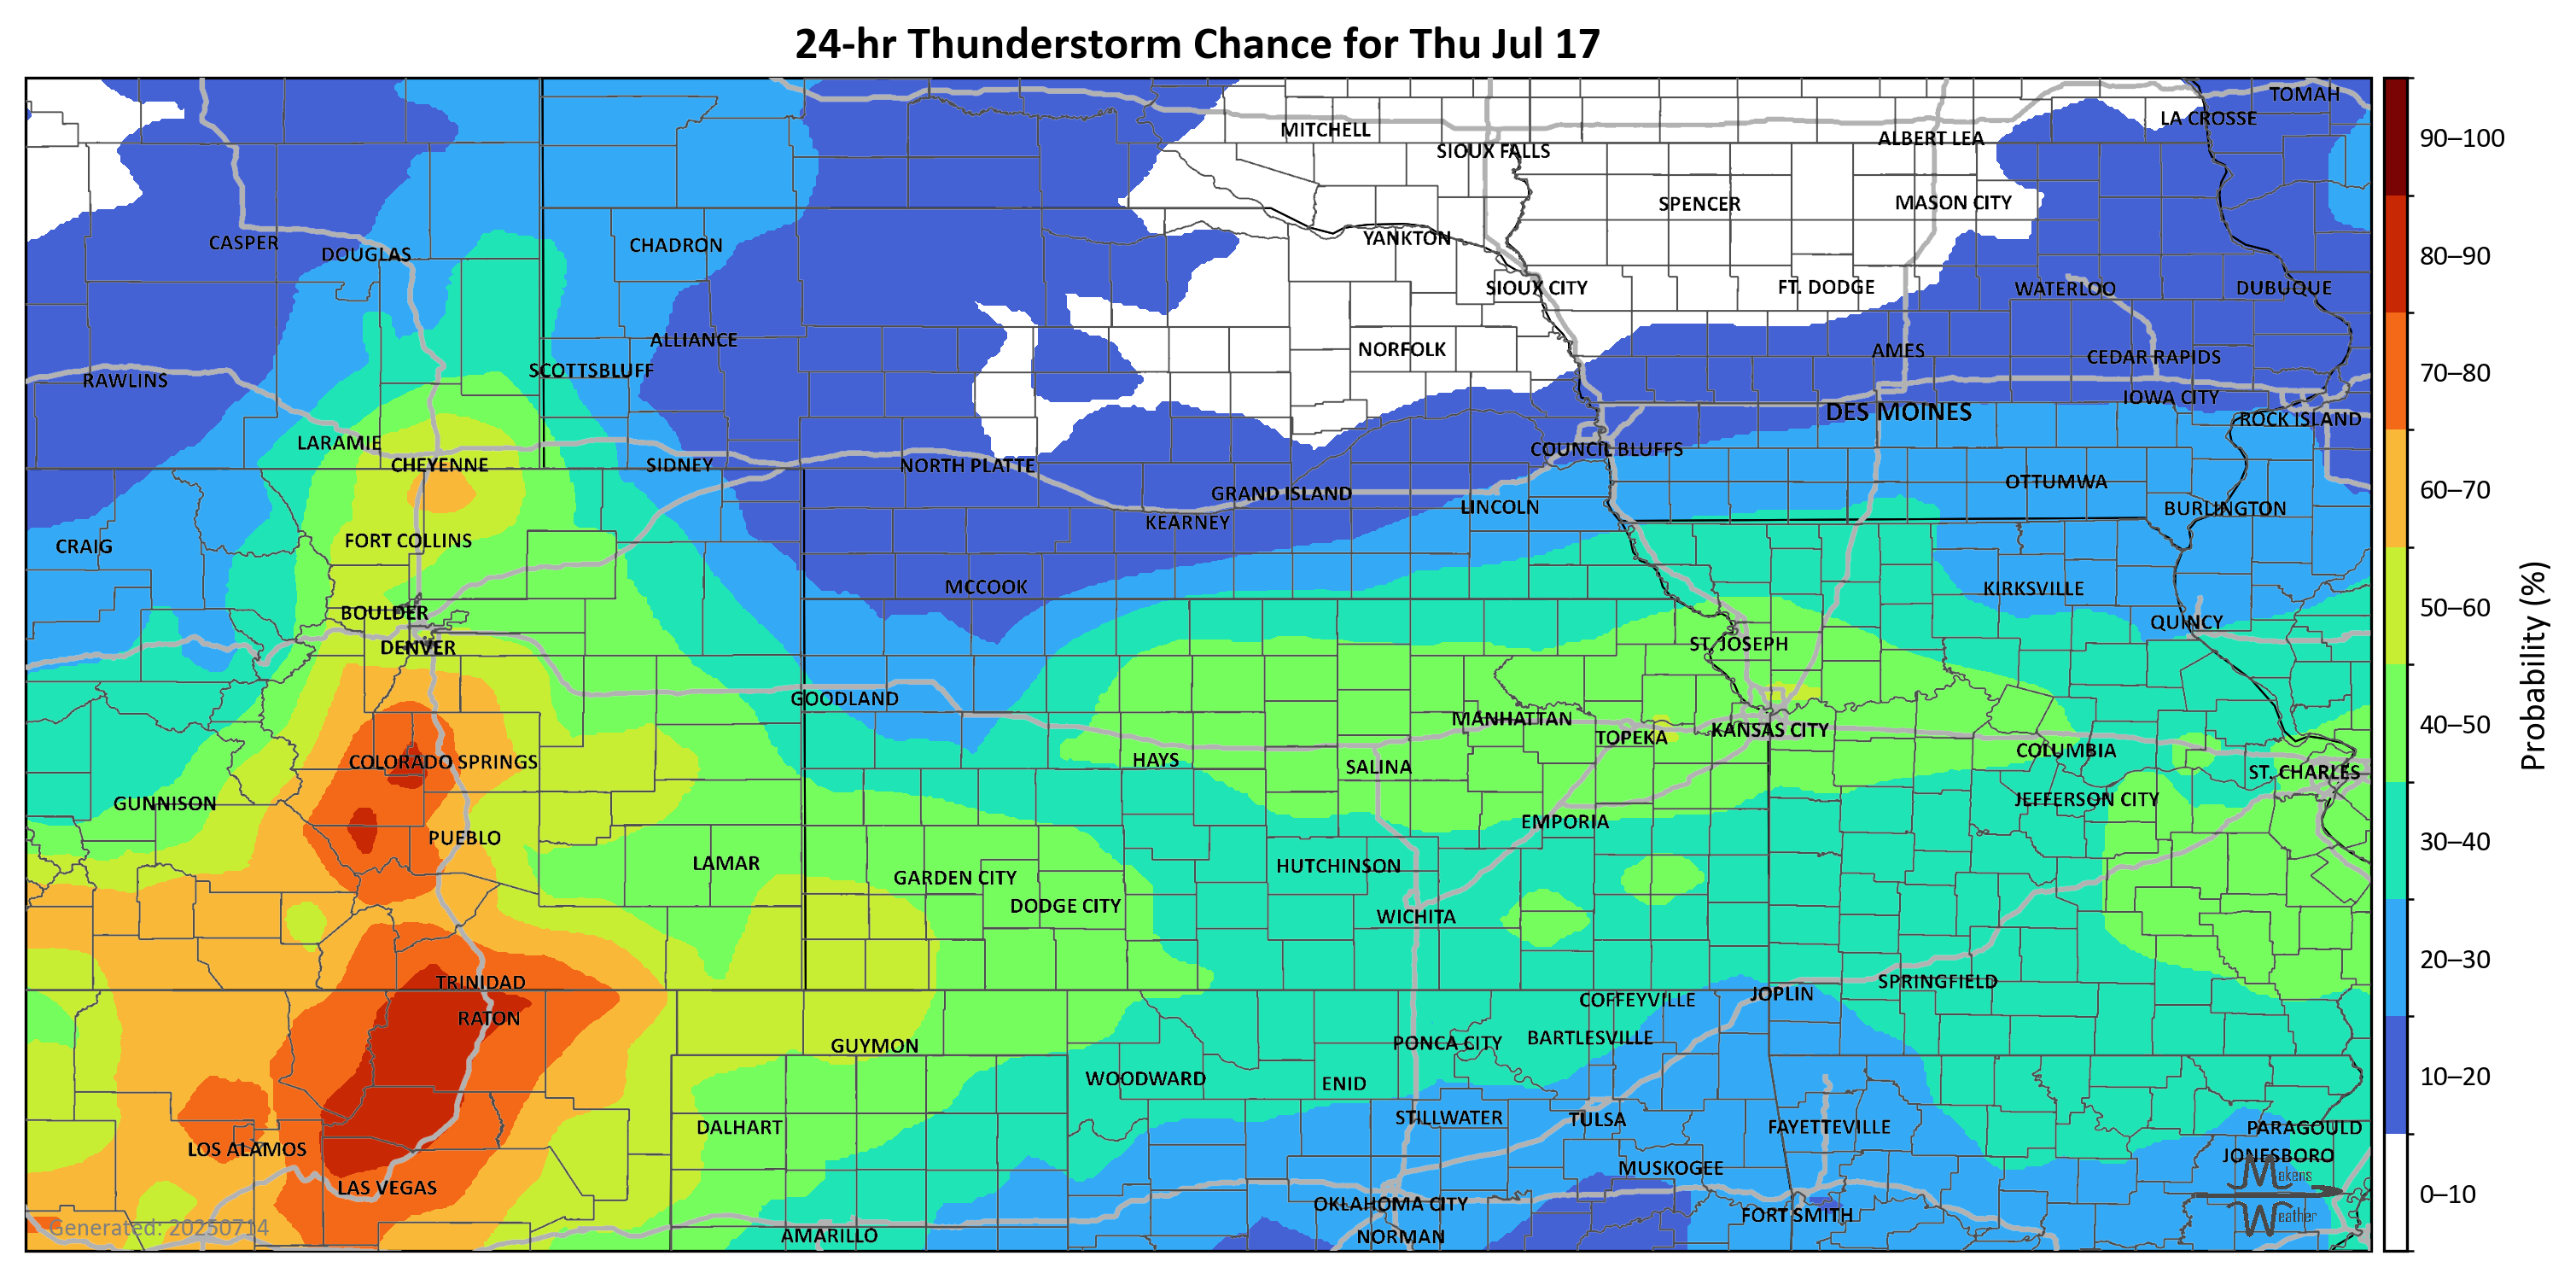 24-hr Thunderstorm Chance for Thu Jul 17
TOMAH
LA CROSSE
MITCHELL
ALBERT LEA
SIOUX FALLS
SPENCER
MASON CITY
CASPER
DOUGLAS
CHADRON
YANKTON
SIOUX CITY
FT. DODGE
WATERLOO
DUBUQUE
ALLIANCE
NORFOLK
AMES
CEDAR RAPIDS
RAWLINS
SCOTTSBLUFF
IOWA CITY
DES MOINES
ROCK ISLAND
LARAMIE
COUNCIL BLUFFS
CHEYENNE
SIDNEY
NORTH PLATTE
GRAND ISLAND
OTTUMWA
LINCOLN
BURLINGTON
KEARNEY
CRAIG
FORT COLLINS
MCCOOK
KIRKSVILLE
BOULDER
QUINCY
DENVER
ST. JOSEPH
GOODLAND
MANHATTAN
TOPEKA
KANSAS CITY
COLUMBIA
COLORADO SPRINGS
HAYS
SALINA
ST. CHARLES
GUNNISON
JEFFERSON CITY
PUEBLO
EMPORIA
LAMAR
GARDEN CITY
HUTCHINSON
DODGE CITY
WICHITA
TRINIDAD
SPRINGFIELD
COFFEYVILLE
JOPLIN
RATON
GUYMON
PONCA CITY
BARTLESVILLE
WOODWARD
ENID
DALHART
STILLWATER
TULSA
FAYETTEVILLE
PARAGOULD
LOS ALAMOS
JONESBORO
MUSKOGEE
LAS VEGAS
OKLAHOMA CITY
FORT SMITH
AMARILLO
NORMAN
Generated: 20250714
Makens
Weather
90–100
80–90
70–80
60–70
50–60
40–50
30–40
20–30
10–20
0–10
Probability (%)